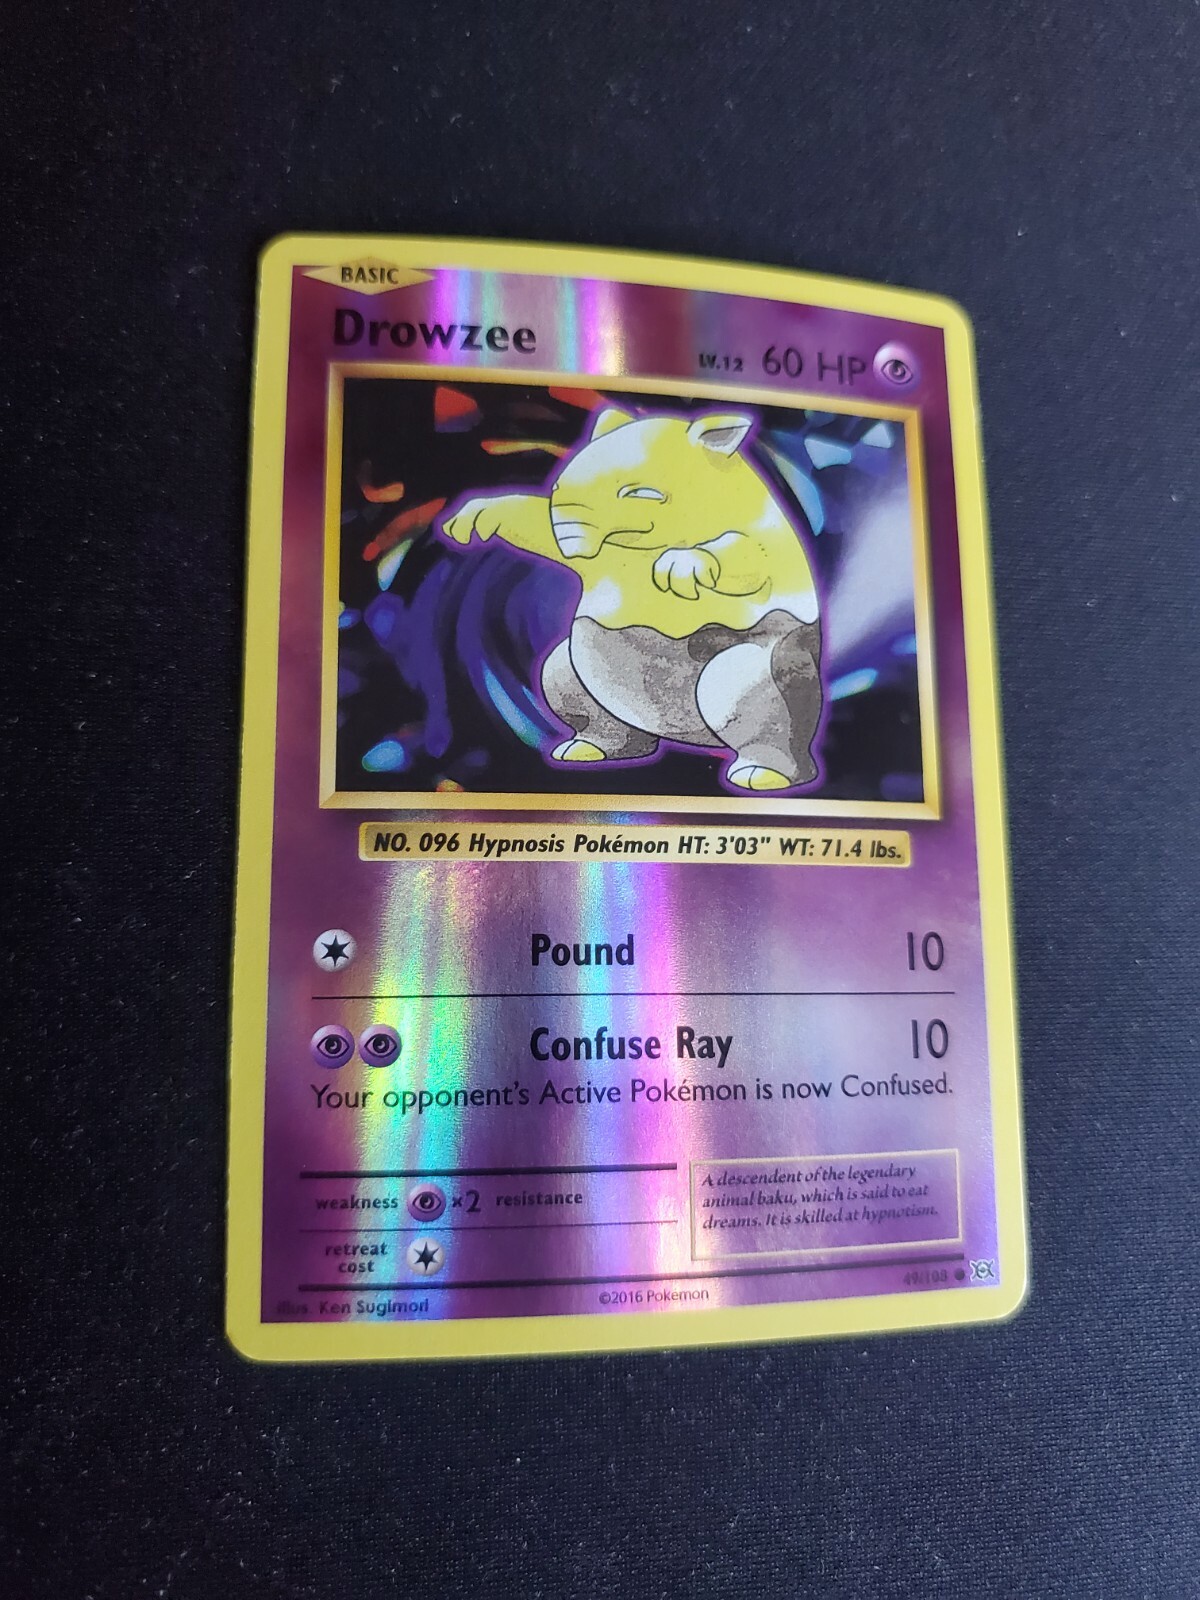 BASIC
Drowzee
LV.12 60 HP
NO. 096 Hypnosis Pokémon HT: 3'03" WT: 71.4 lbs.
Pound 10
Confuse Ray 10
Your opponent's Active Pokémon is now Confused.
weakness ×2 resistance
retreat
cost
A descendent of the legendary
animal baku, which is said to eat
dreams. It is skilled at hypnotism.
49/108
Illus. Ken Sugimori
©2016 Pokémon